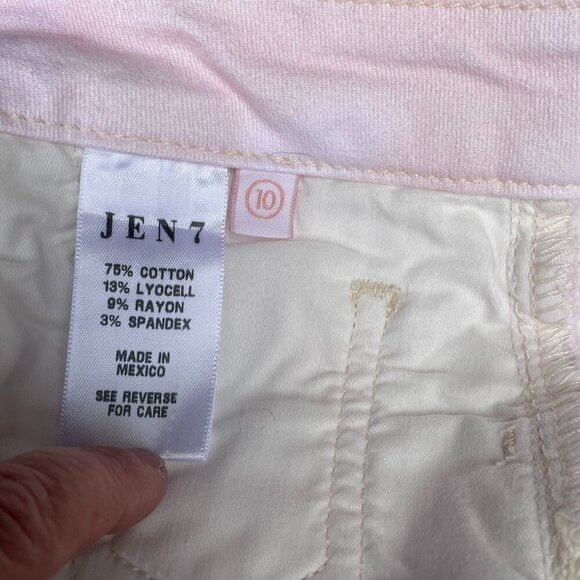 JEN7
75% COTTON
13% LYOCELL
9% RAYON
3% SPANDEX
MADE IN
MEXICO
SEE REVERSE
FOR CARE
10